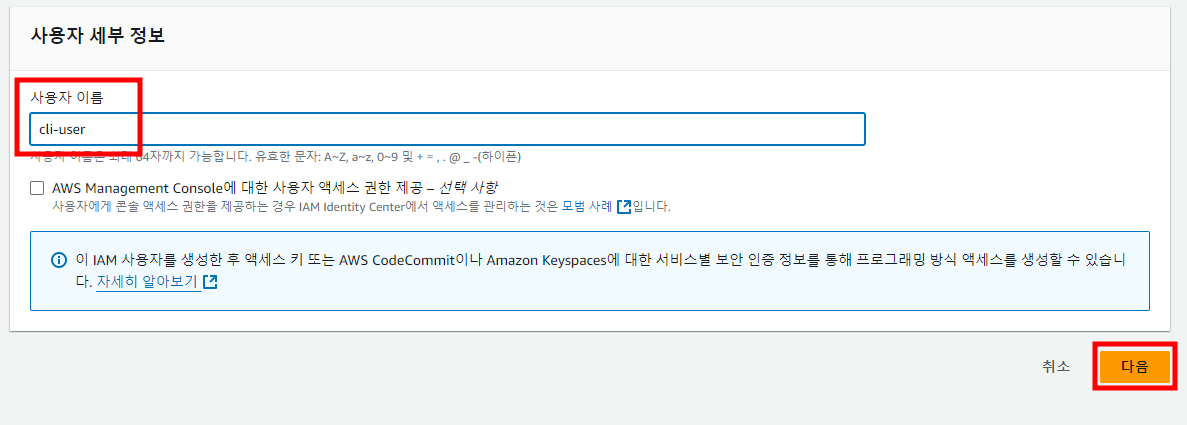 사용자 세부 정보
사용자 이름
cli-user
사용자 이름은 최대 64자까지 가능합니다. 유효한 문자: A~Z, a~z, 0~9 및 + = , . @ _ -(하이픈)
AWS Management Console에 대한 사용자 액세스 권한 제공 – 선택 사항
사용자에게 콘솔 액세스 권한을 제공하는 경우 IAM Identity Center에서 액세스를 관리하는 것은 모범 사례 입니다.
이 IAM 사용자를 생성한 후 액세스 키 또는 AWS CodeCommit이나 Amazon Keyspaces에 대한 서비스별 보안 인증 정보를 통해 프로그래밍 방식 액세스를 생성할 수 있습니
다. 자세히 알아보기
취소 다음